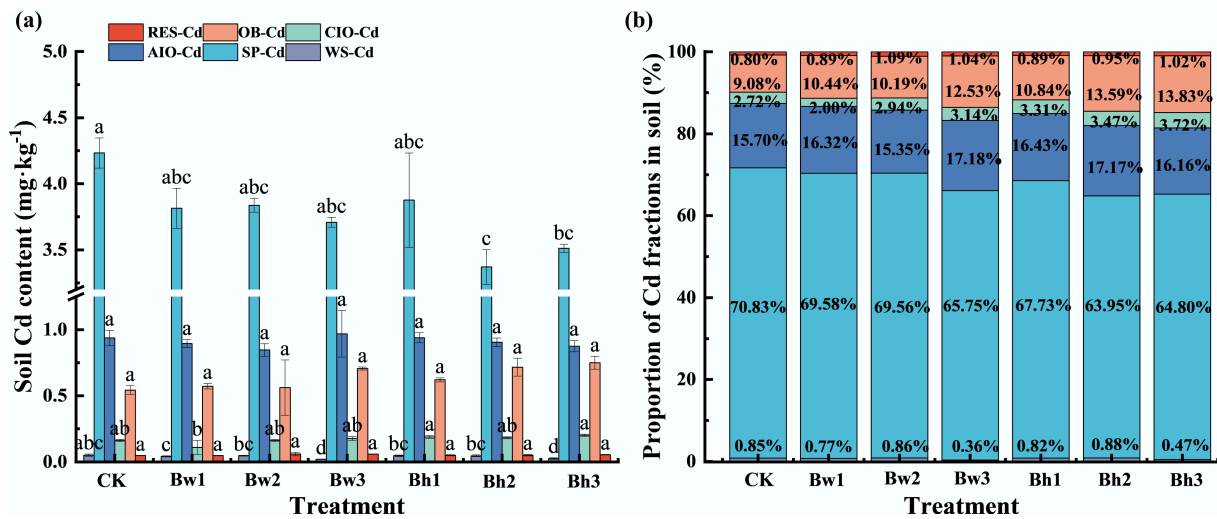 (a)
RES-Cd OB-Cd CIO-Cd
AIO-Cd SP-Cd WS-Cd
Soil Cd content (mg·kg-1)
5.0
4.5
4.0
3.5
1.0
0.5
0.0
a abc abc abc abc c bc
a a a a a a a
a a a a a a a
abc ab a c b a bc ab a d ab a bc a a bc ab a d a a
CK Bw1 Bw2 Bw3 Bh1 Bh2 Bh3
Treatment
(b)
Proportion of Cd fractions in soil (%)
100
80
60
40
20
0
0.80% 0.89% 1.09% 1.04% 0.89% 0.95% 1.02%
9.08% 10.44% 10.19% 12.53% 10.84% 13.59% 13.83%
2.72% 2.00% 2.94% 3.14% 3.31% 3.47% 3.72%
15.70% 16.32% 15.35% 17.18% 16.43% 17.17% 16.16%
70.83% 69.58% 69.56% 65.75% 67.73% 63.95% 64.80%
0.85% 0.77% 0.86% 0.36% 0.82% 0.88% 0.47%
CK Bw1 Bw2 Bw3 Bh1 Bh2 Bh3
Treatment